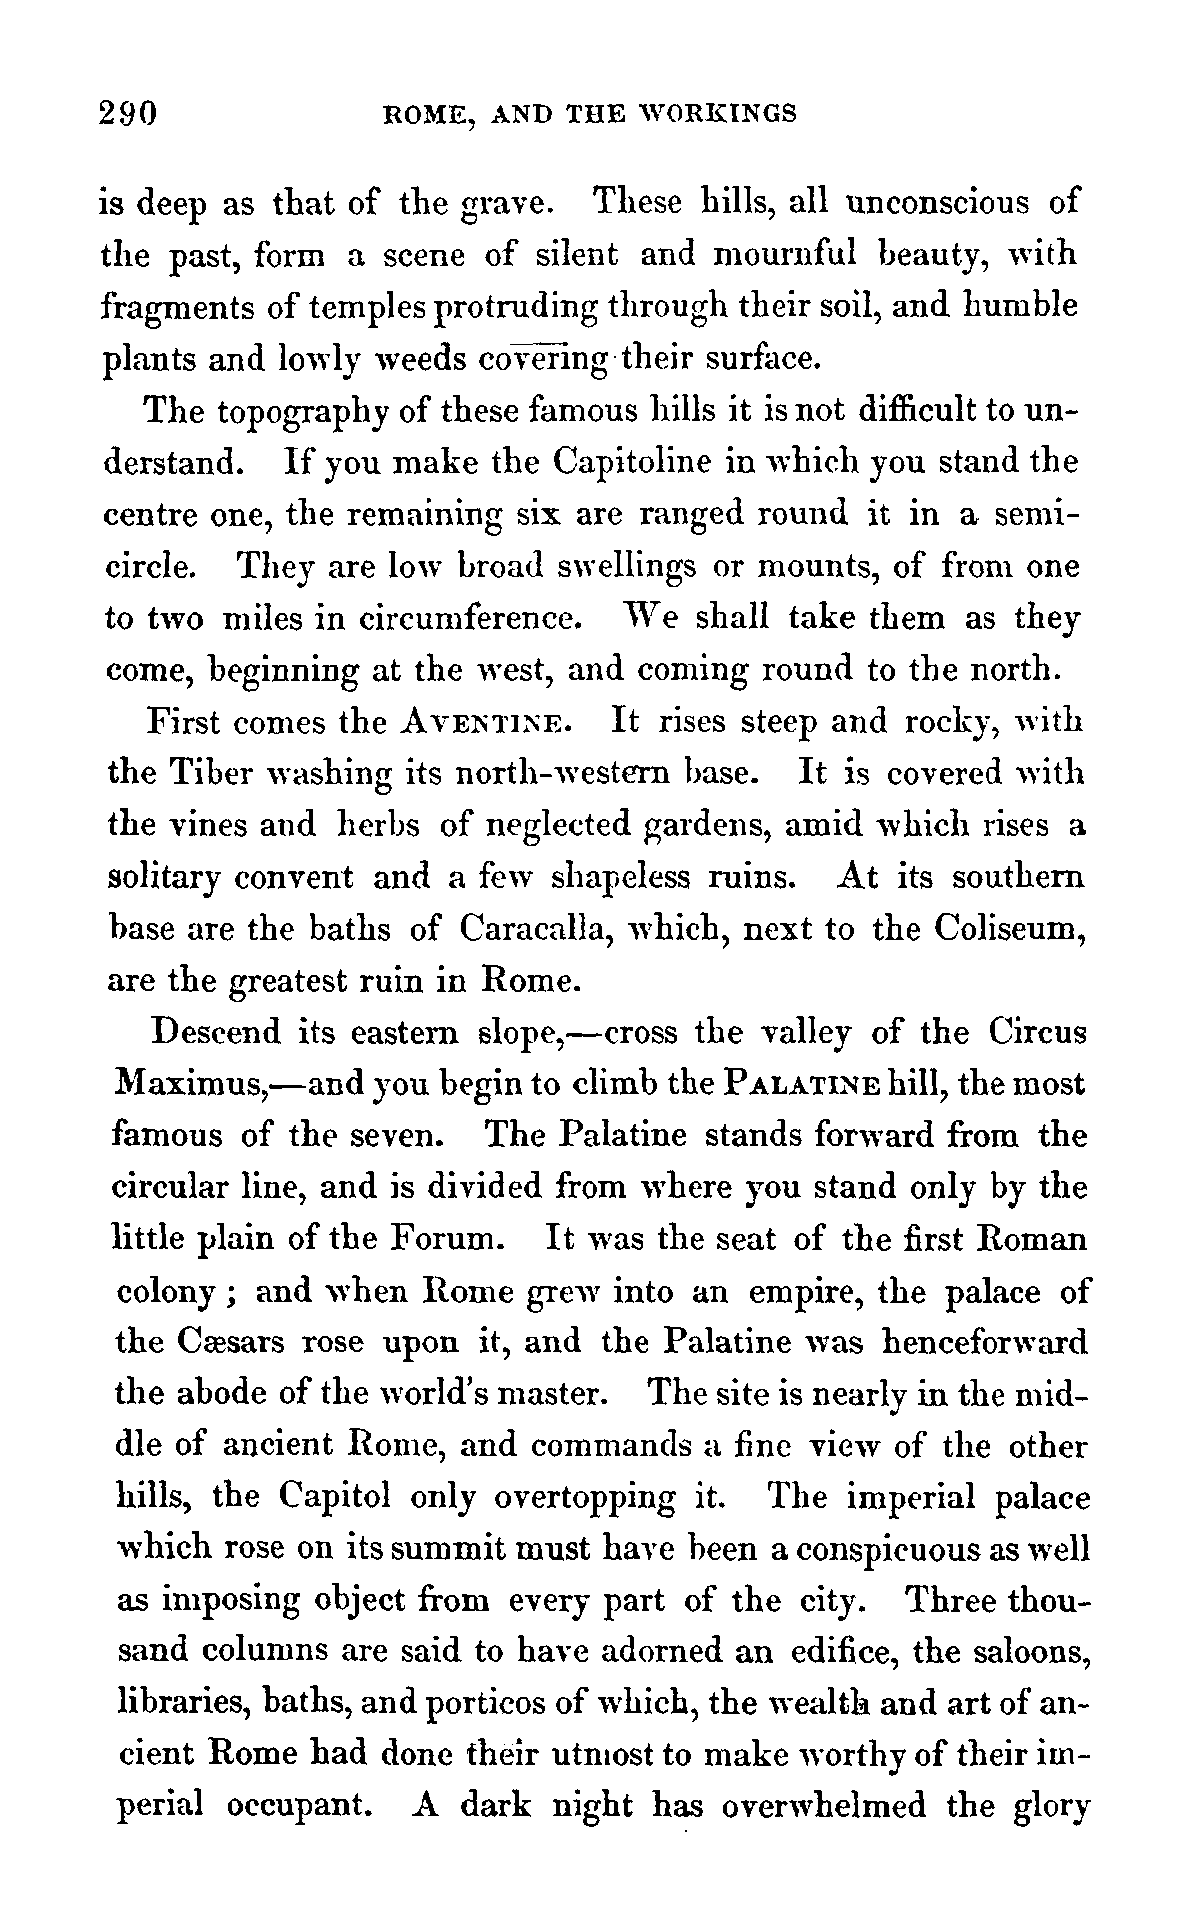 290 ROME, AND THE WORKINGS
is deep as that of the grave. These hills, all unconscious of
the past, form a scene of silent and mournful beauty, with
fragments of temples protruding through their soil, and humble
plants and lowly weeds covering their surface.
The topography of these famous hills it is not difficult to un-
derstand. If you make the Capitoline in which you stand the
centre one, the remaining six are ranged round it in a semi-
circle. They are low broad swellings or mounts, of from one
to two miles in circumference. We shall take them as they
come, beginning at the west, and coming round to the north.
First comes the AVENTINE. It rises steep and rocky, with
the Tiber washing its north-western base. It is covered with
the vines and herbs of neglected gardens, amid which rises a
solitary convent and a few shapeless ruins. At its southern
base are the baths of Caracalla, which, next to the Coliseum,
are the greatest ruin in Rome.
Descend its eastern slope,—cross the valley of the Circus
Maximus,—and you begin to climb the PALATINE hill, the most
famous of the seven. The Palatine stands forward from the
circular line, and is divided from where you stand only by the
little plain of the Forum. It was the seat of the first Roman
colony ; and when Rome grew into an empire, the palace of
the Cæsars rose upon it, and the Palatine was henceforward
the abode of the world's master. The site is nearly in the mid-
dle of ancient Rome, and commands a fine view of the other
hills, the Capitol only overtopping it. The imperial palace
which rose on its summit must have been a conspicuous as well
as imposing object from every part of the city. Three thou-
sand columns are said to have adorned an edifice, the saloons,
libraries, baths, and porticos of which, the wealth and art of an-
cient Rome had done their utmost to make worthy of their im-
perial occupant. A dark night has overwhelmed the glory